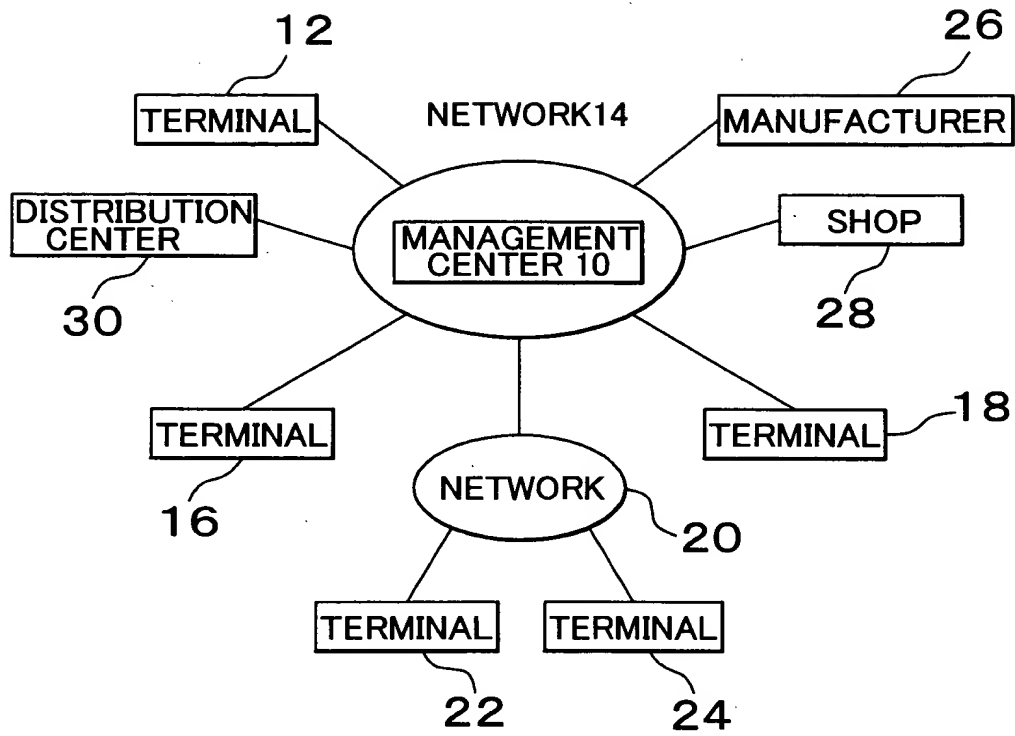 12
26
TERMINAL
NETWORK14
MANUFACTURER
DISTRIBUTION
CENTER
MANAGEMENT
CENTER 10
SHOP
30
28
TERMINAL
TERMINAL
18
16
NETWORK
20
TERMINAL
TERMINAL
22
24